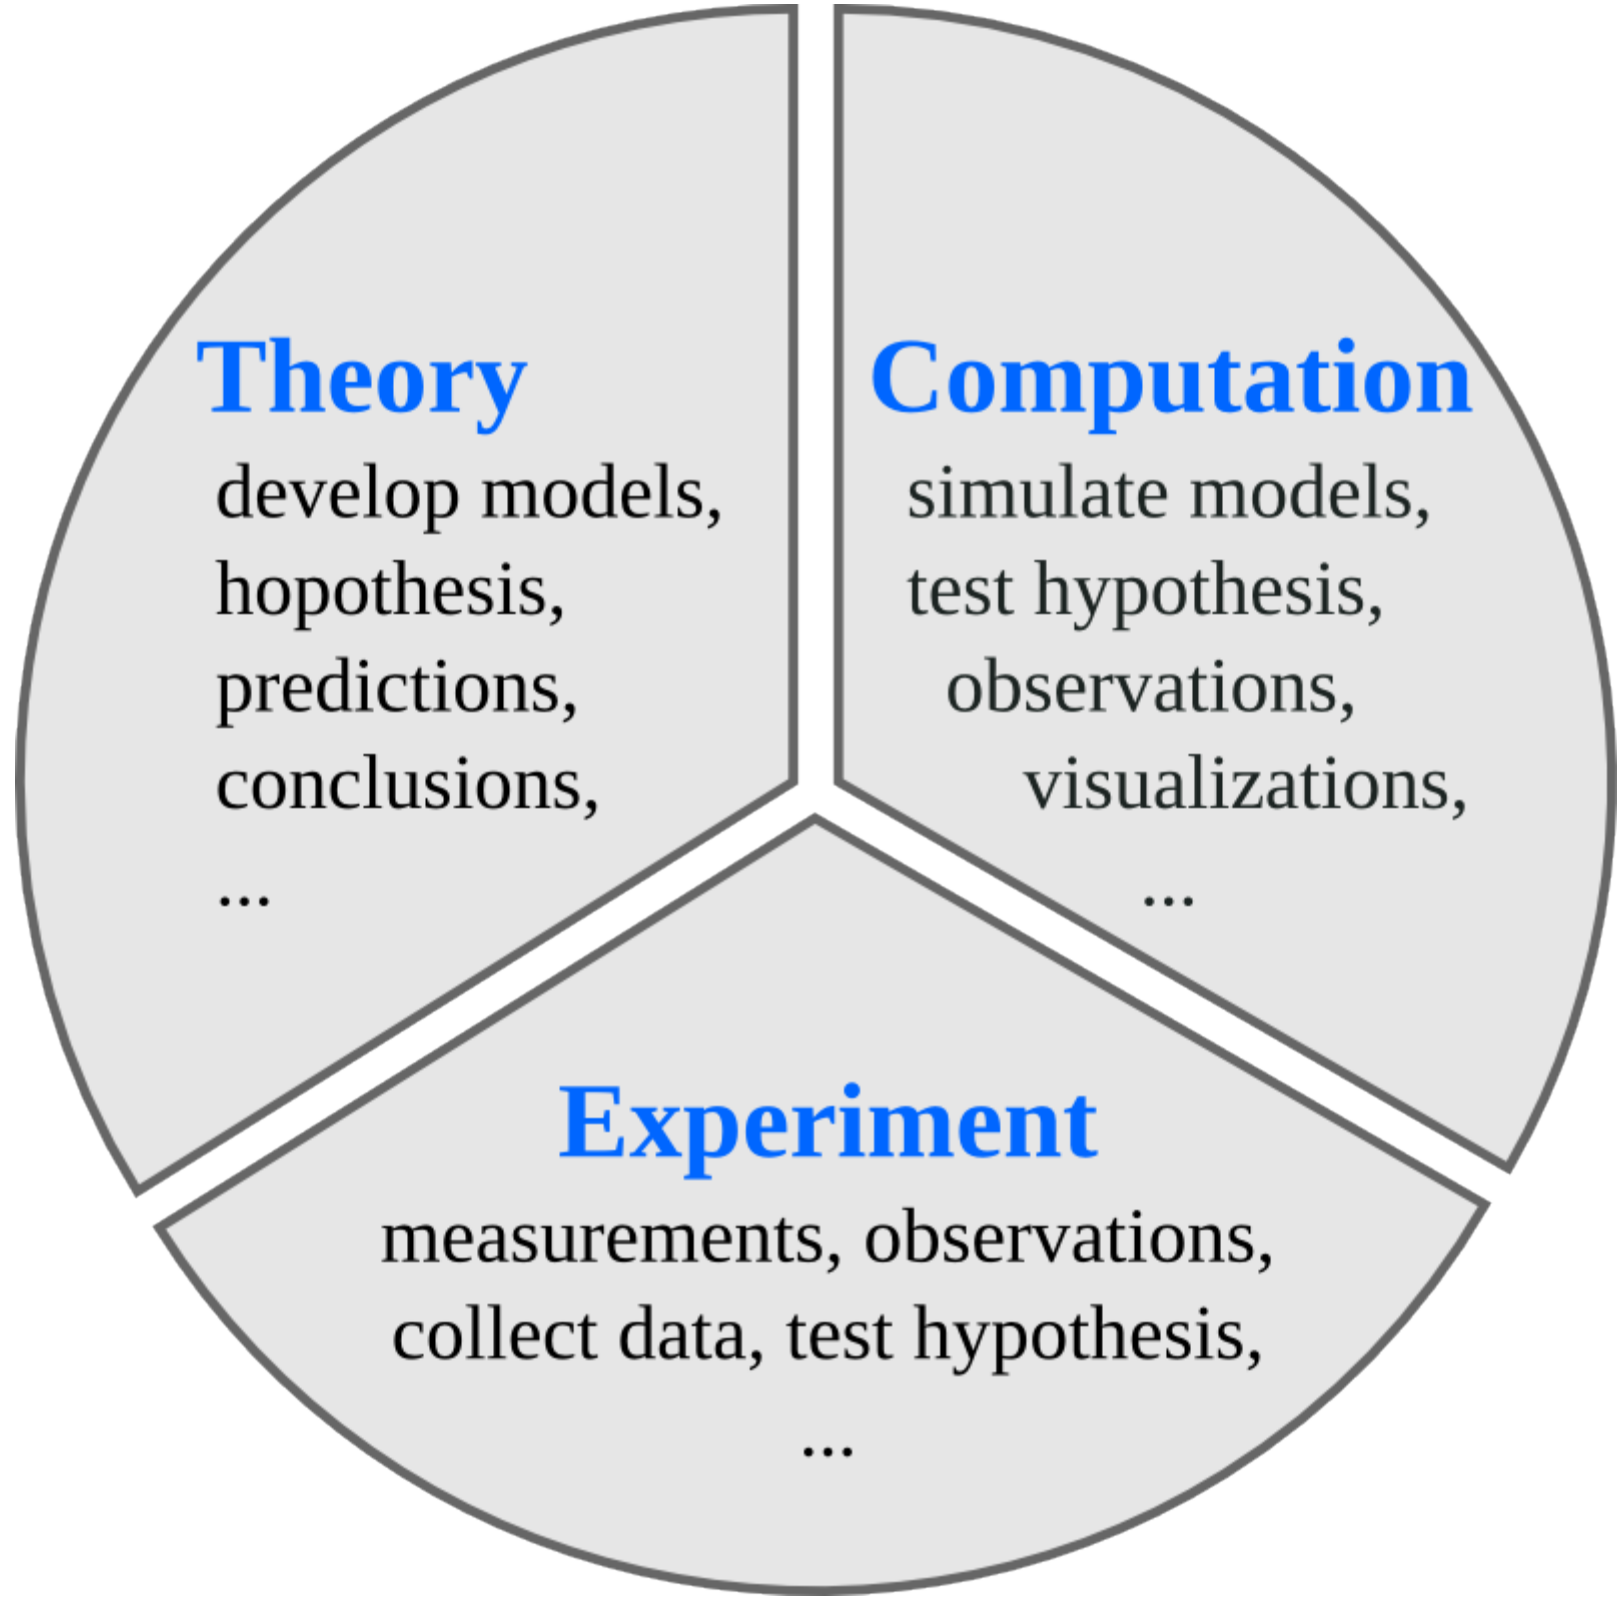 Theory
develop models,
hopothesis,
predictions,
conclusions,
...
Computation
simulate models,
test hypothesis,
observations,
visualizations,
...
Experiment
measurements, observations,
collect data, test hypothesis,
...